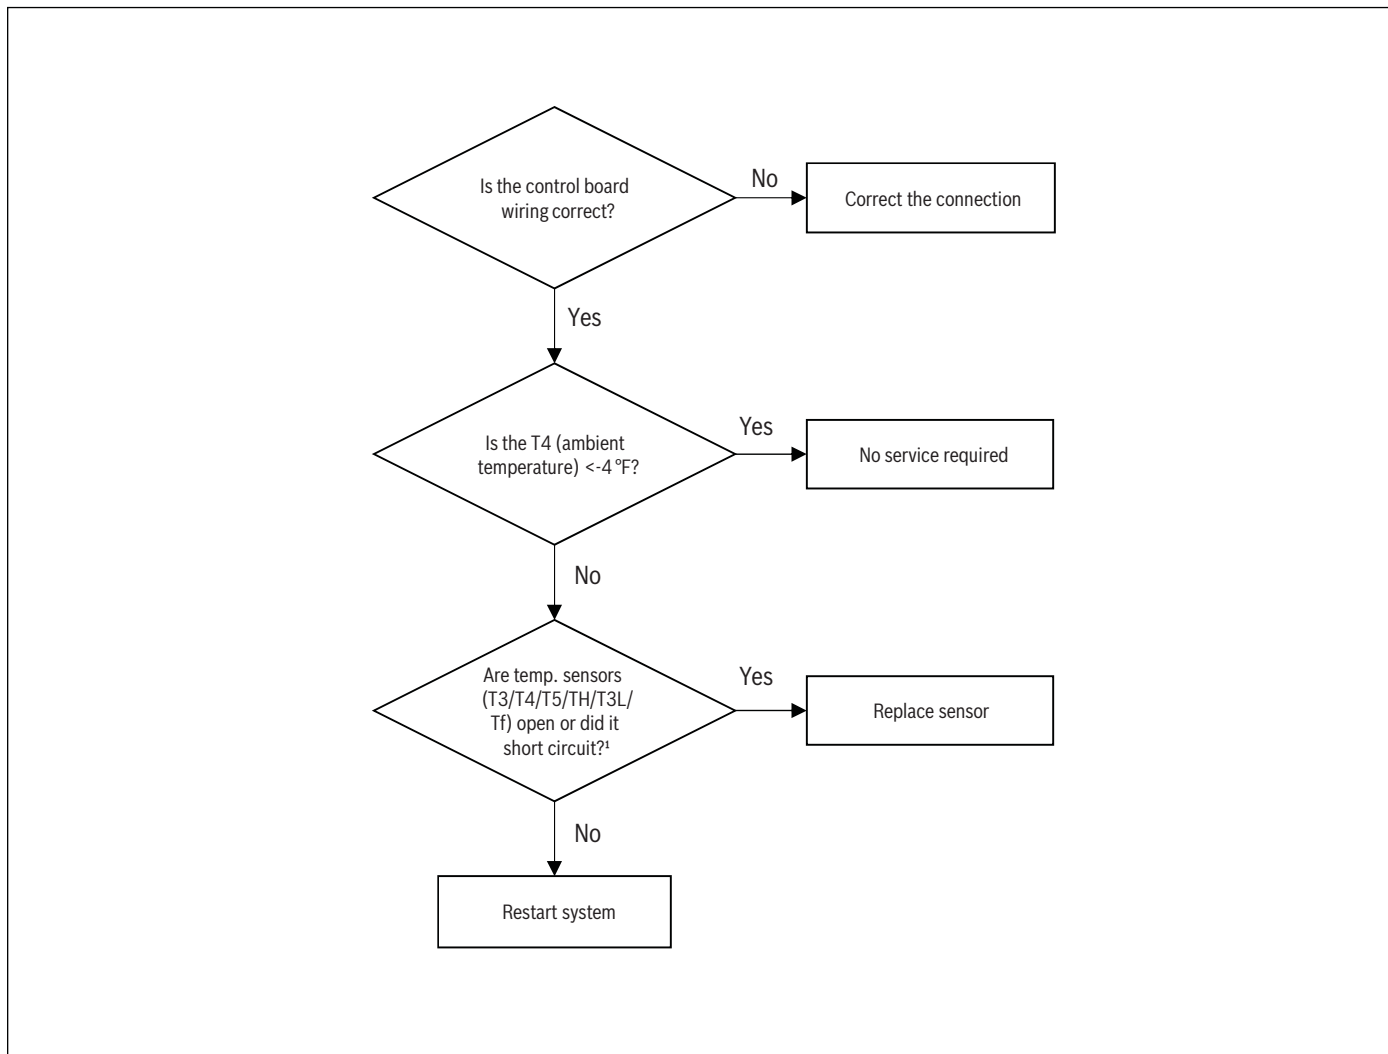 Is the control board
wiring correct?
No
Correct the connection
Yes
Is the T4 (ambient
temperature) <-4 °F?
Yes
No service required
No
Are temp. sensors
(T3/T4/T5/TH/T3L/
Tf) open or did it
short circuit?¹
Yes
Replace sensor
No
Restart system